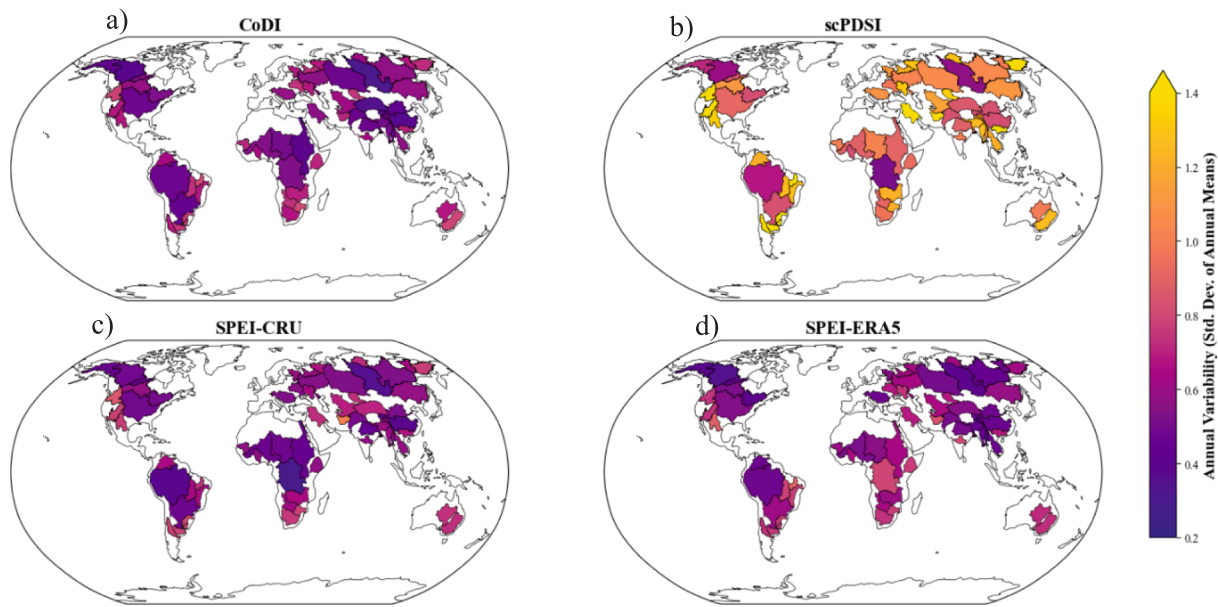 a)
CoDI
b)
scPDSI
c)
SPEI-CRU
d)
SPEI-ERA5
1.4
1.2
1.0
0.8
0.6
0.4
0.2
Annual Variability (Std. Dev. of Annual Means)